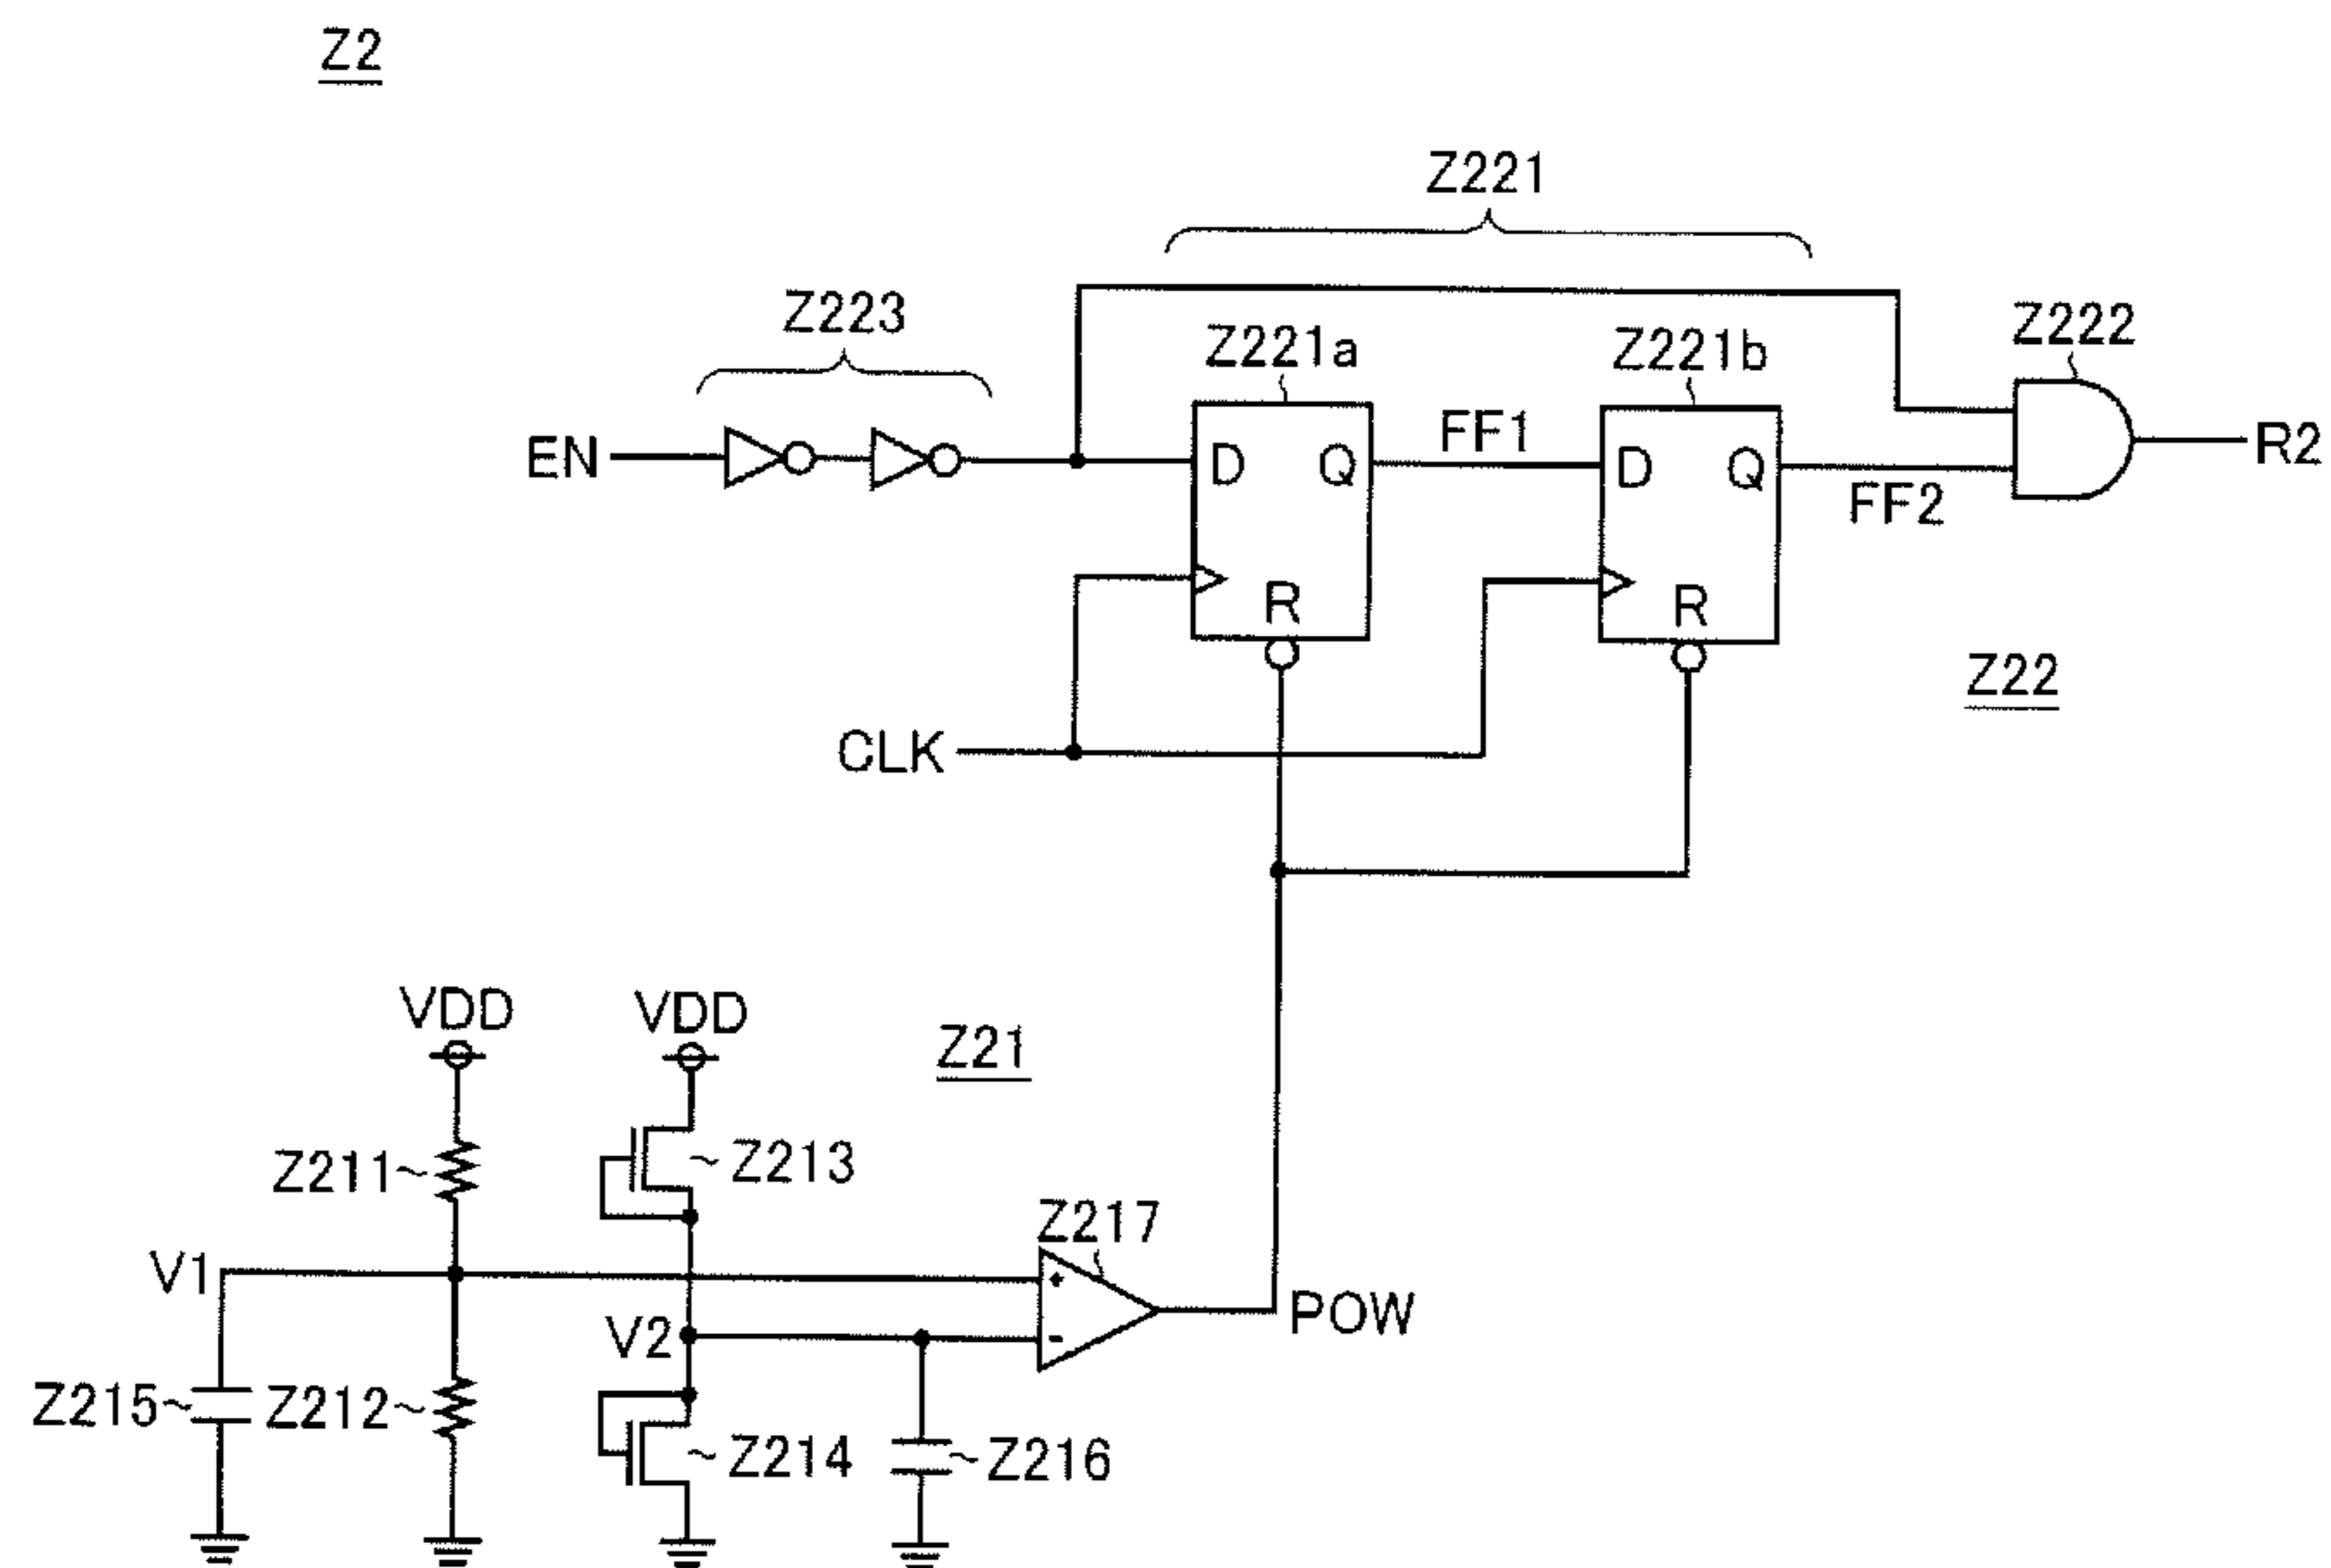 Z2
Z221
Z223
Z221a
Z221b
Z222
EN
D
Q
FF1
D
Q
FF2
R2
R
R
Z22
CLK
VDD
VDD
Z21
Z211
Z213
Z217
V1
+
V2
-
POW
Z215
Z212
Z214
Z216